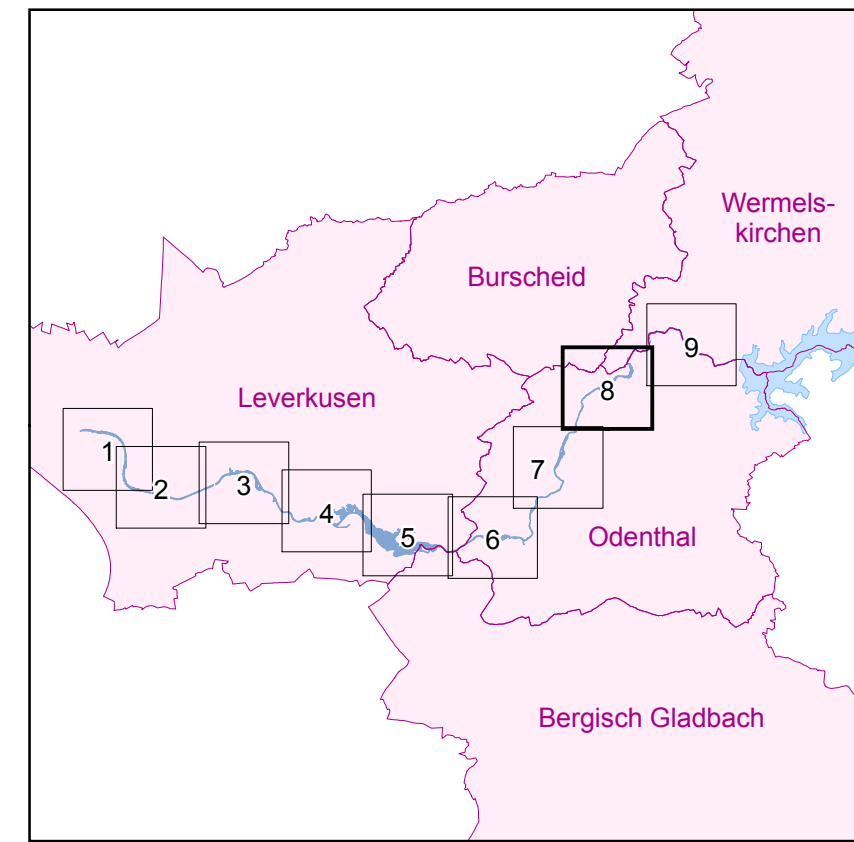 Wermels-
kirchen
Burscheid
9
8
Leverkusen
1
2
3
7
4
5
6
Odenthal
Bergisch Gladbach